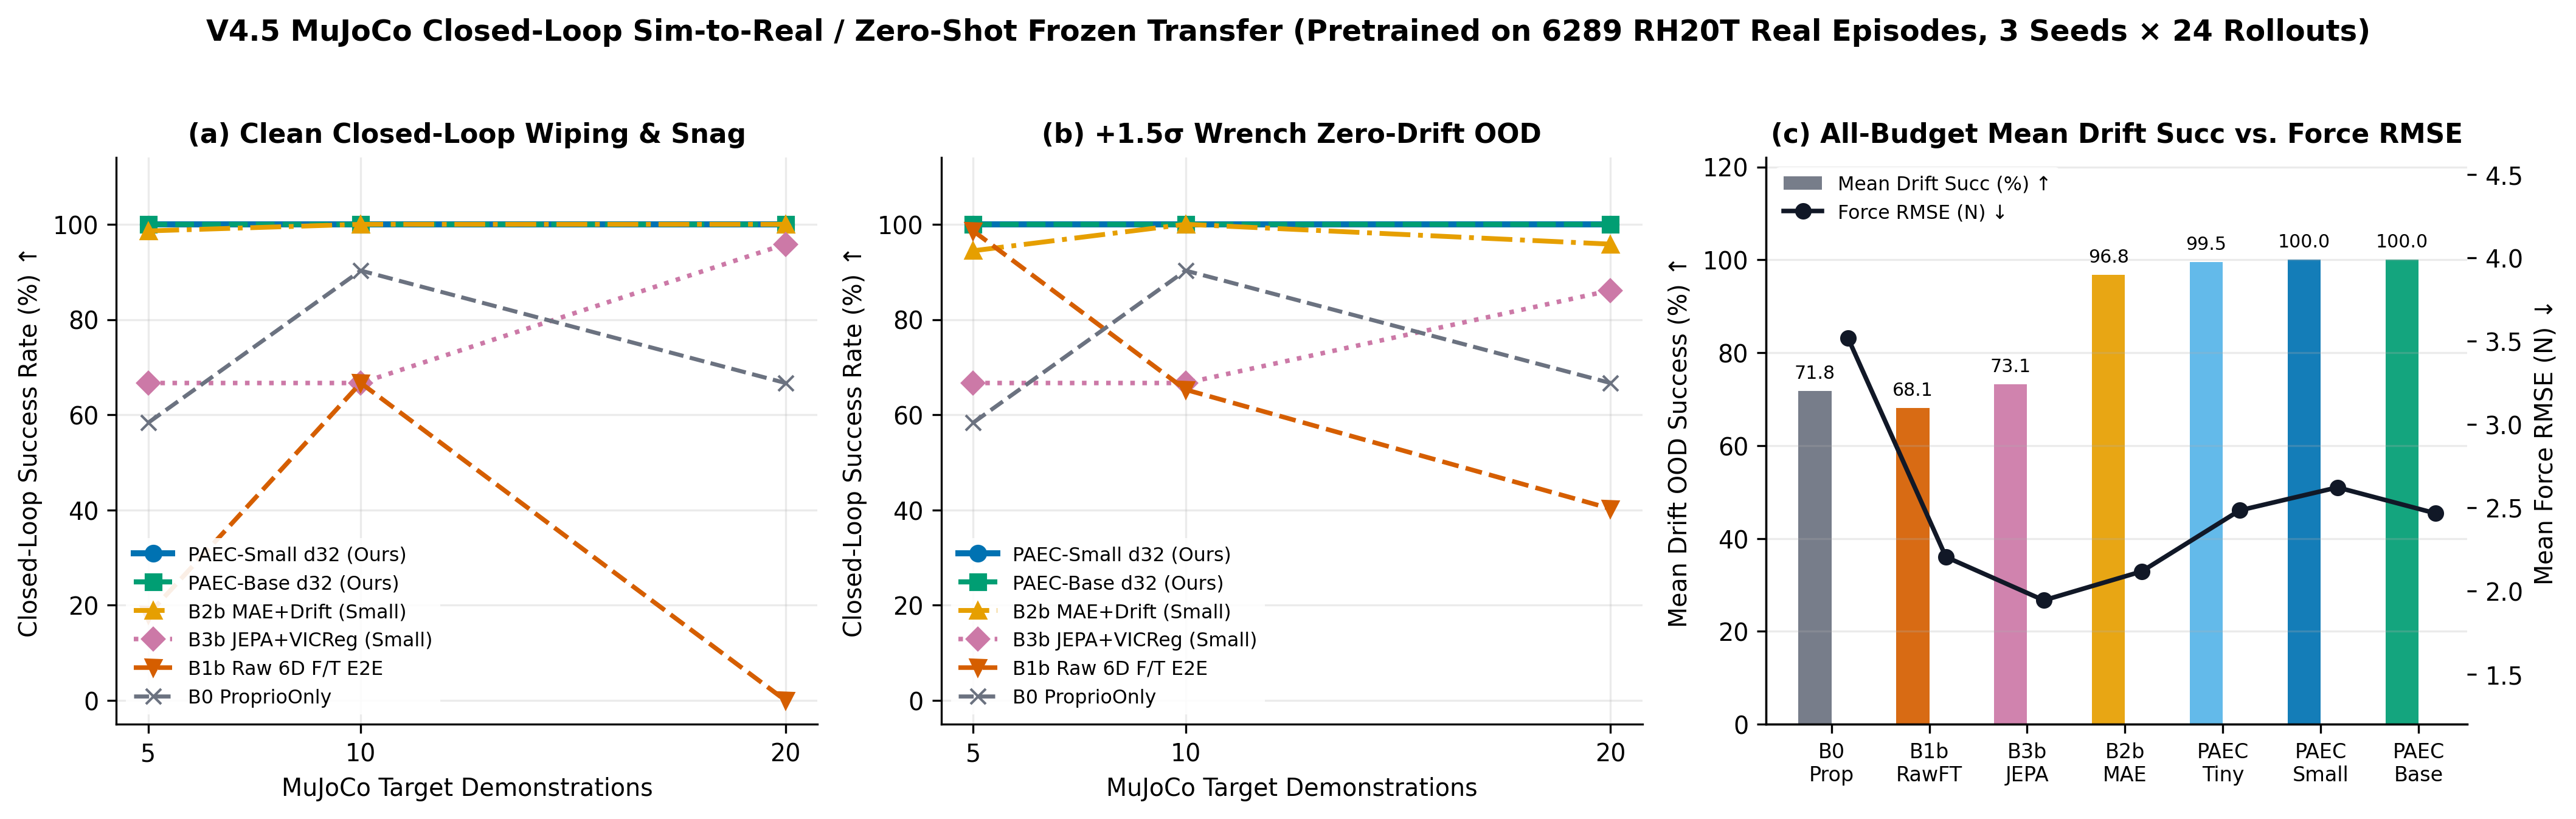 V4.5 MuJoCo Closed-Loop Sim-to-Real / Zero-Shot Frozen Transfer (Pretrained on 6289 RH20T Real Episodes, 3 Seeds × 24 Rollouts)
(a) Clean Closed-Loop Wiping & Snag
Closed-Loop Success Rate (%) ↑
100
80
60
40
20
0
PAEC-Small d32 (Ours)
PAEC-Base d32 (Ours)
B2b MAE+Drift (Small)
B3b JEPA+VICReg (Small)
B1b Raw 6D F/T E2E
B0 ProprioOnly
5
10
20
MuJoCo Target Demonstrations
(b) +1.5σ Wrench Zero-Drift OOD
Closed-Loop Success Rate (%) ↑
100
80
60
40
20
0
PAEC-Small d32 (Ours)
PAEC-Base d32 (Ours)
B2b MAE+Drift (Small)
B3b JEPA+VICReg (Small)
B1b Raw 6D F/T E2E
B0 ProprioOnly
5
10
20
MuJoCo Target Demonstrations
(c) All-Budget Mean Drift Succ vs. Force RMSE
Mean Drift OOD Success (%) ↑
120
100
80
60
40
20
0
Mean Drift Succ (%) ↑
Force RMSE (N) ↓
71.8
68.1
73.1
96.8
99.5
100.0
100.0
4.5
4.0
3.5
3.0
2.5
2.0
1.5
Mean Force RMSE (N) ↓
B0
Prop
B1b
RawFT
B3b
JEPA
B2b
MAE
PAEC
Tiny
PAEC
Small
PAEC
Base